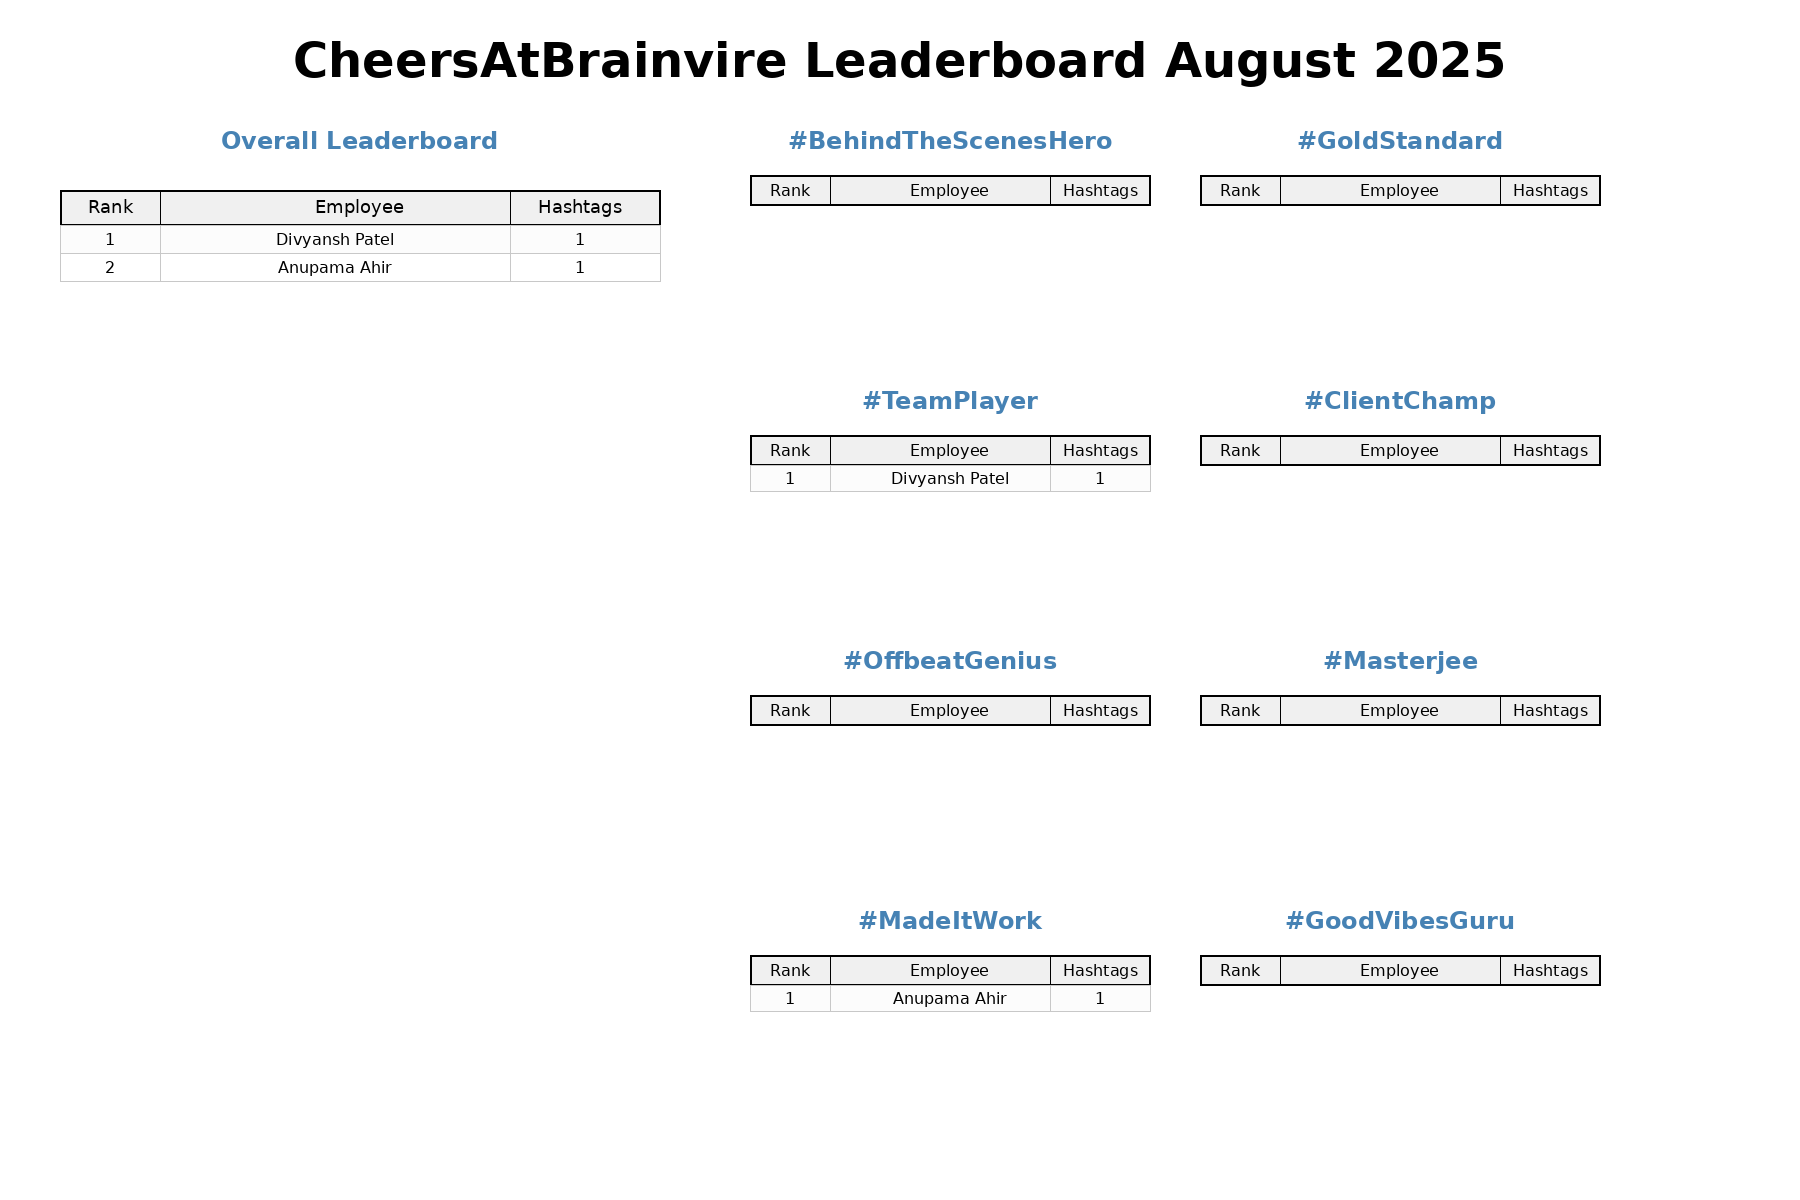 CheersAtBrainvire Leaderboard August 2025
Overall Leaderboard
Rank Employee Hashtags
1 Divyansh Patel 1
2 Anupama Ahir 1
#BehindTheScenesHero
Rank Employee Hashtags
#GoldStandard
Rank Employee Hashtags
#TeamPlayer
Rank Employee Hashtags
1 Divyansh Patel 1
#ClientChamp
Rank Employee Hashtags
#OffbeatGenius
Rank Employee Hashtags
#Masterjee
Rank Employee Hashtags
#MadeItWork
Rank Employee Hashtags
1 Anupama Ahir 1
#GoodVibesGuru
Rank Employee Hashtags